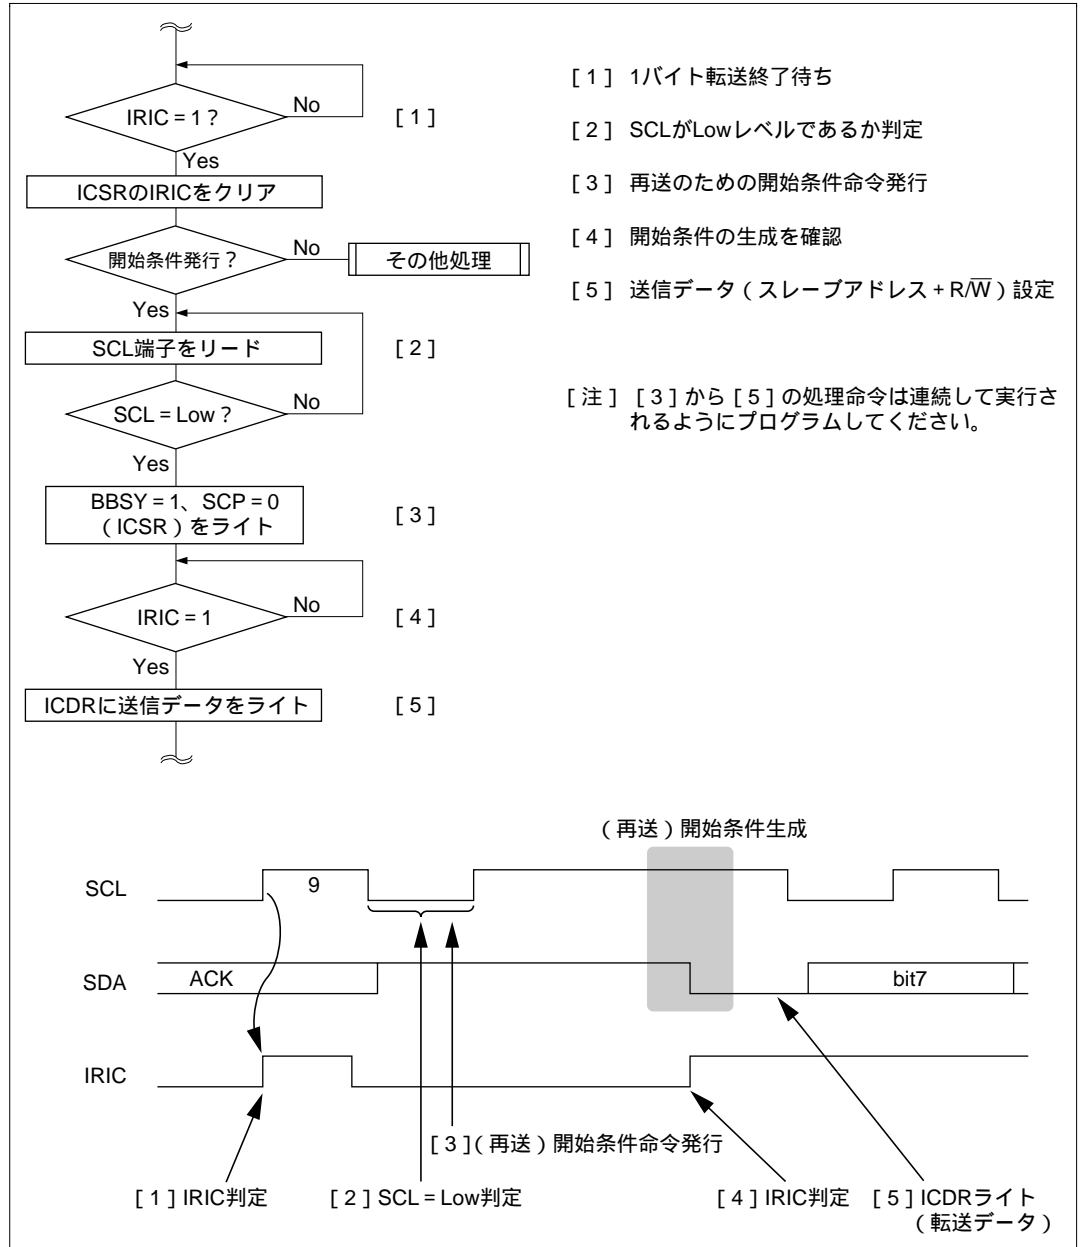 IRIC = 1 ?
No
[ 1 ]
Yes
ICSRのIRICをクリア
開始条件発行 ?
No
その他処理
Yes
SCL端子をリード
[ 2 ]
SCL = Low ?
No
Yes
BBSY = 1、SCP = 0
( ICSR ) をライト
[ 3 ]
IRIC = 1
No
[ 4 ]
Yes
ICDRに送信データをライト
[ 5 ]
[ 1 ] 1バイト転送終了待ち
[ 2 ] SCLがLowレベルであるか判定
[ 3 ] 再送のための開始条件命令発行
[ 4 ] 開始条件の生成を確認
[ 5 ] 送信データ ( スレーブアドレス + R/W̅ ) 設定
[ 注 ] [ 3 ] から [ 5 ] の処理命令は連続して実行さ
れるようにプログラムしてください。
( 再送 ) 開始条件生成
SCL
9
SDA
ACK
bit7
IRIC
[ 3 ] ( 再送 ) 開始条件命令発行
[ 1 ] IRIC判定
[ 2 ] SCL = Low判定
[ 4 ] IRIC判定
[ 5 ] ICDRライト
( 転送データ )